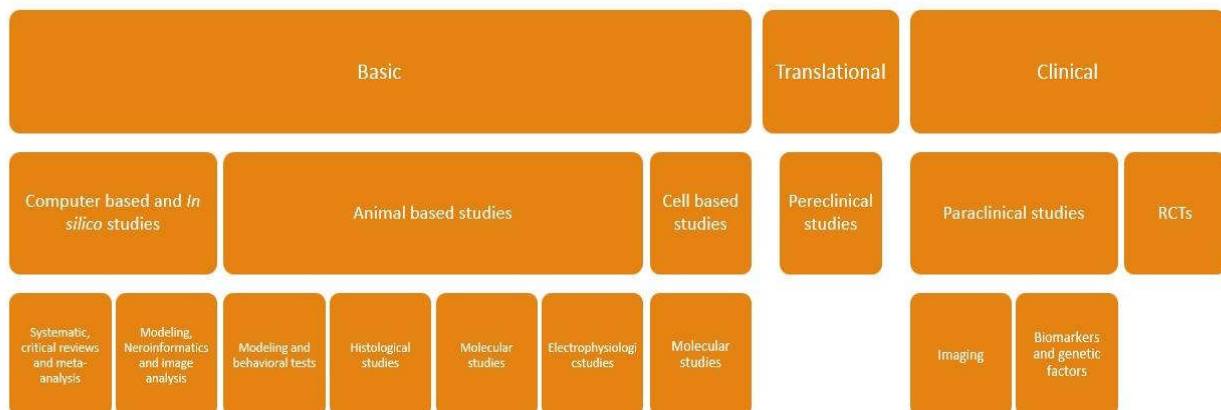 Basic
Translational
Clinical
Computer based and In
silico studies
Animal based studies
Cell based
studies
Pereclinical
studies
Paraclinical studies
RCTs
Systematic,
critical reviews
and meta-
analysis
Modeling,
Neroinformatics
and image
analysis
Modeling and
behavioral tests
Histological
studies
Molecular
studies
Electrophysiologi
cstudies
Molecular
studies
Imaging
Biomarkers
and genetic
factors